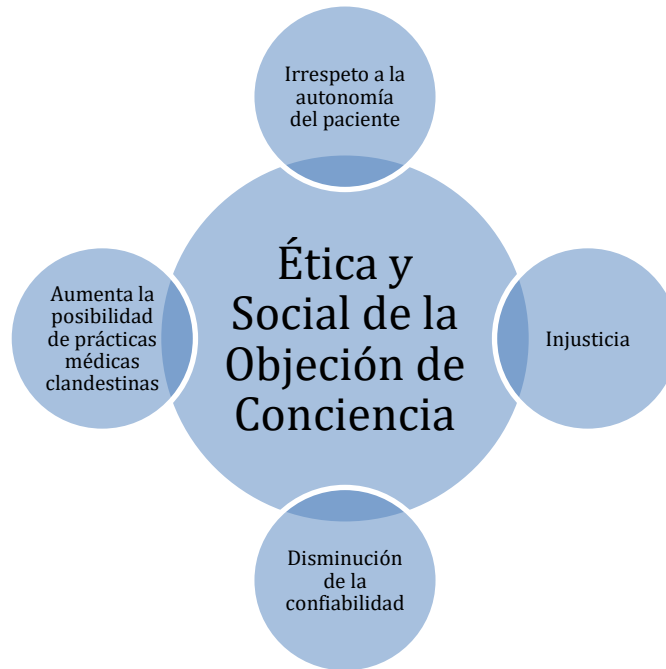 Irrespeto a la
autonomía
del paciente
Ética y
Social de la
Objeción de
Conciencia
Aumenta la
posibilidad
de prácticas
médicas
clandestinas
Injusticia
Disminución
de la
confiabilidad